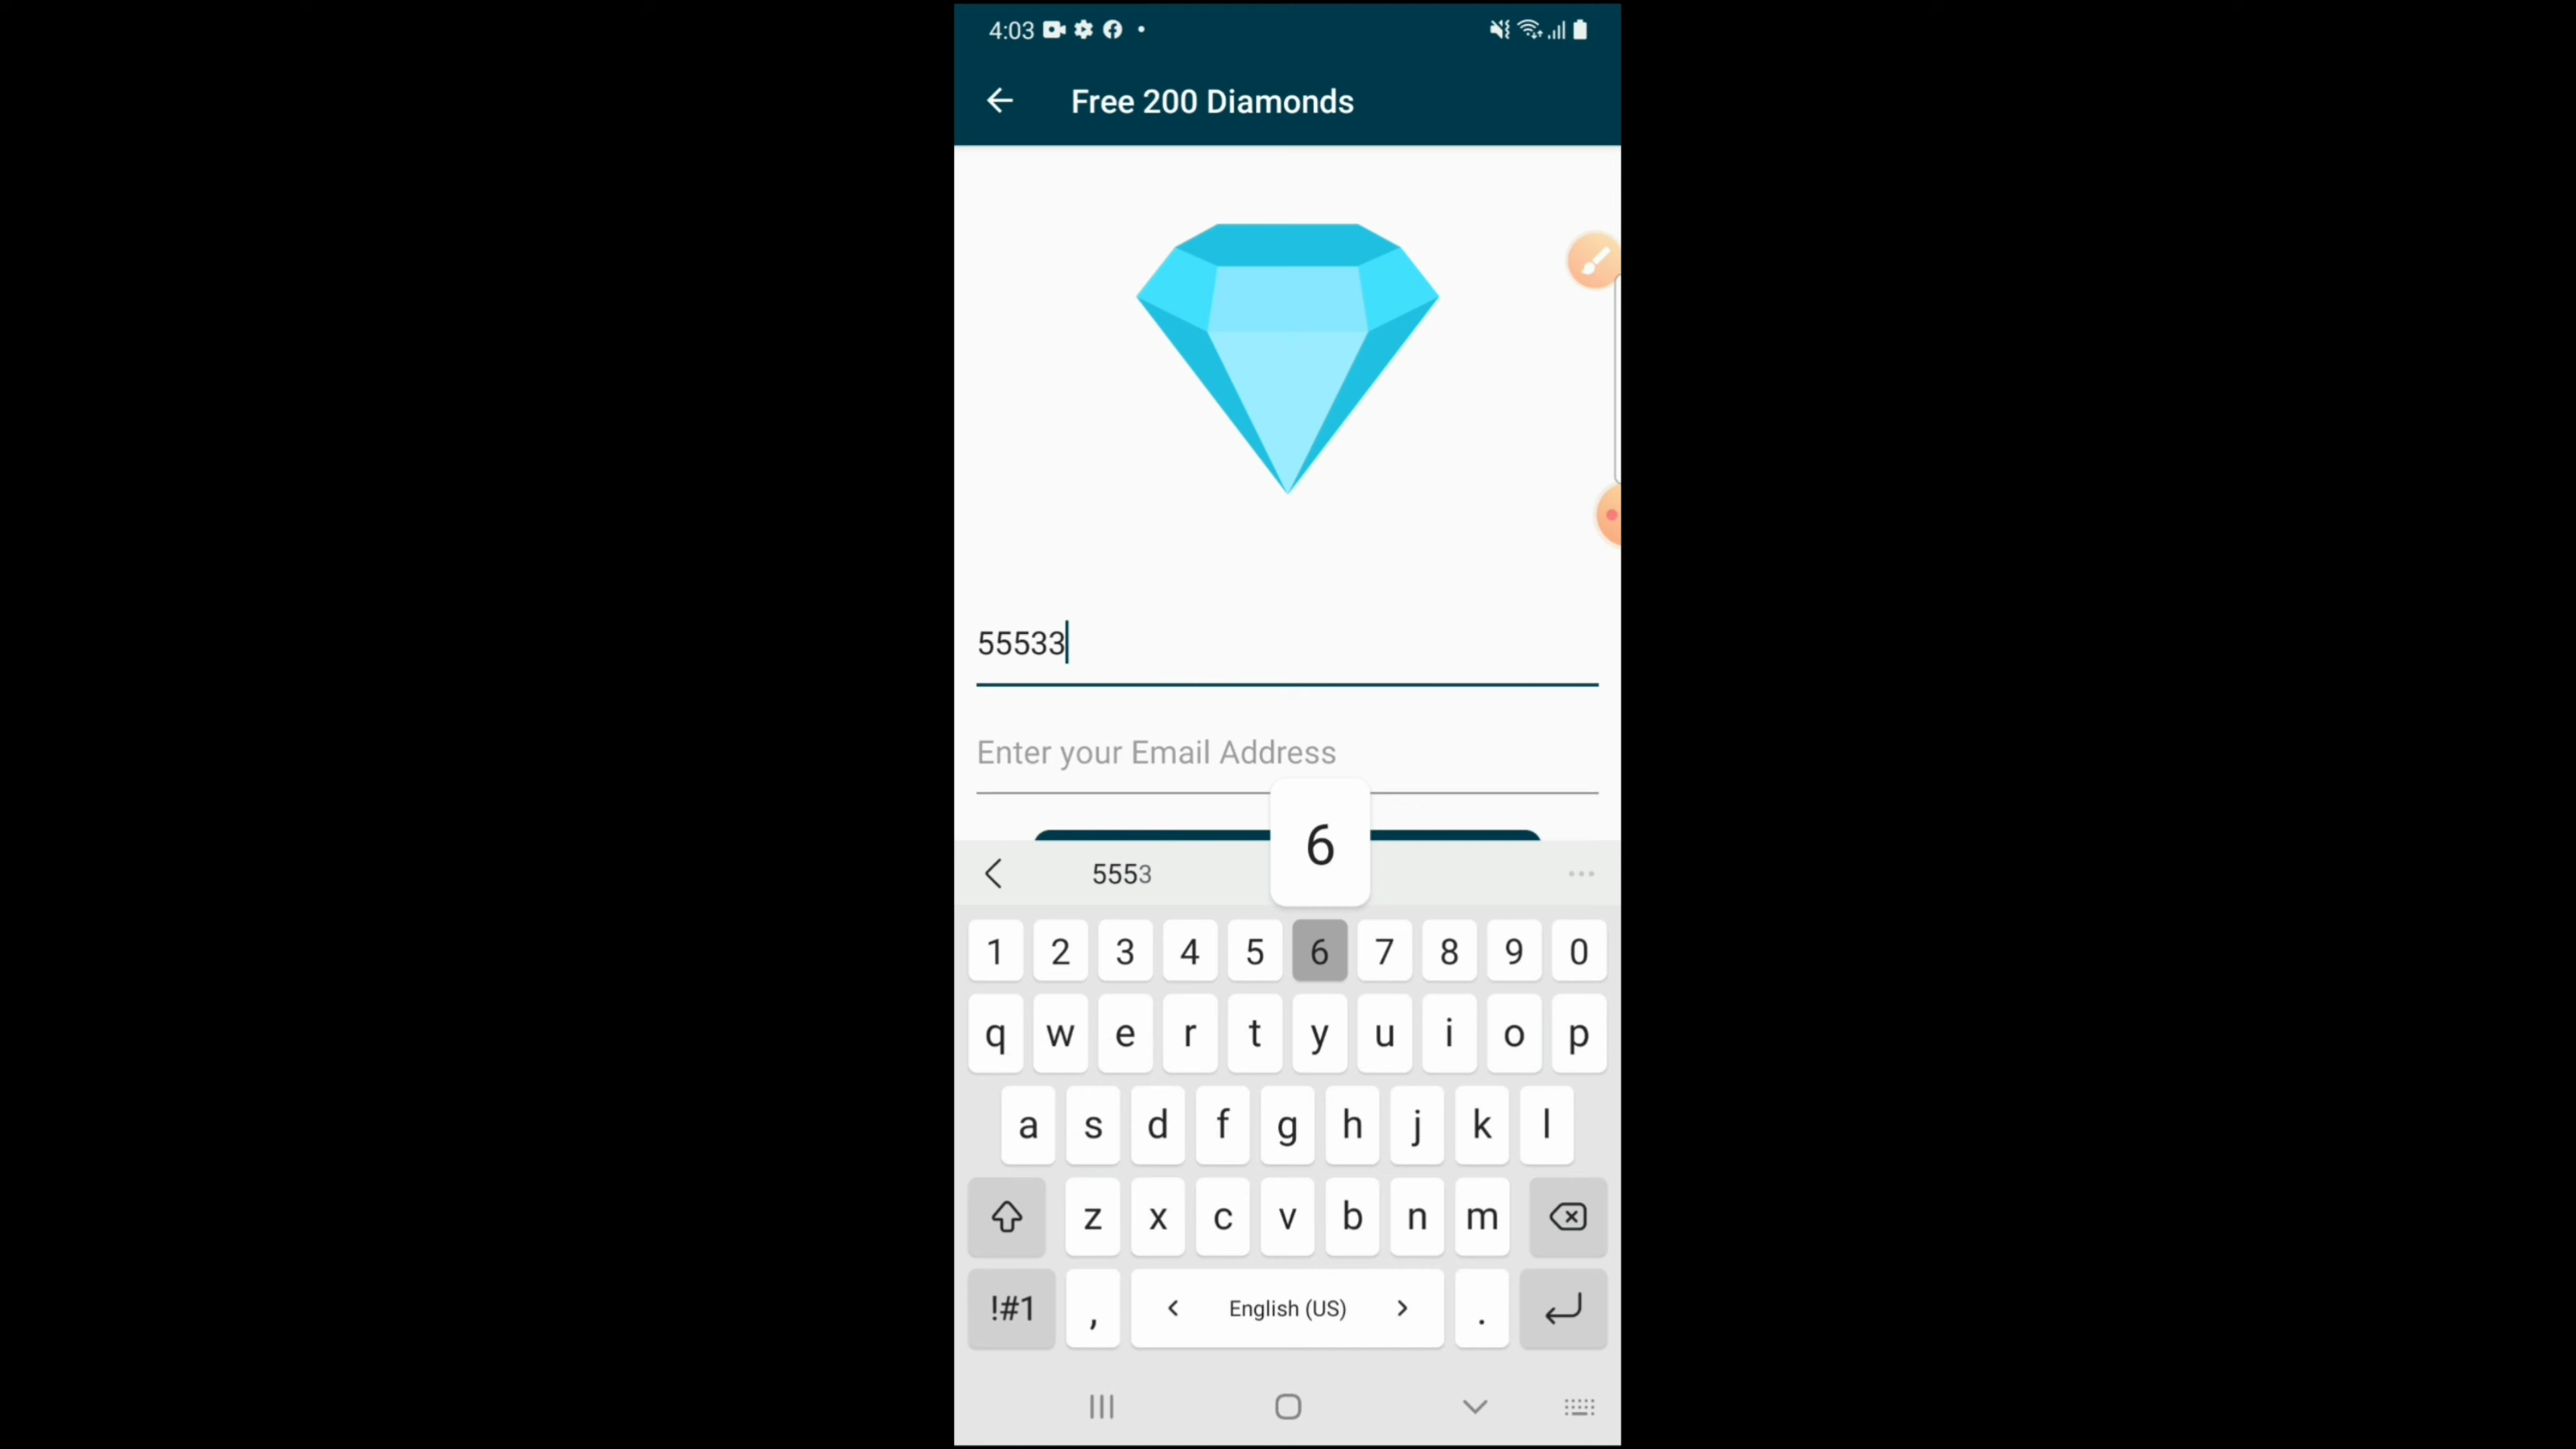 4:03
Free 200 Diamonds
55533
Enter your Email Address
6
5553
1 2 3 4 5 6 7 8 9 0
q w e r t y u i o p
a s d f g h j k l
z x c v b n m
!#1 , < English (US) > .